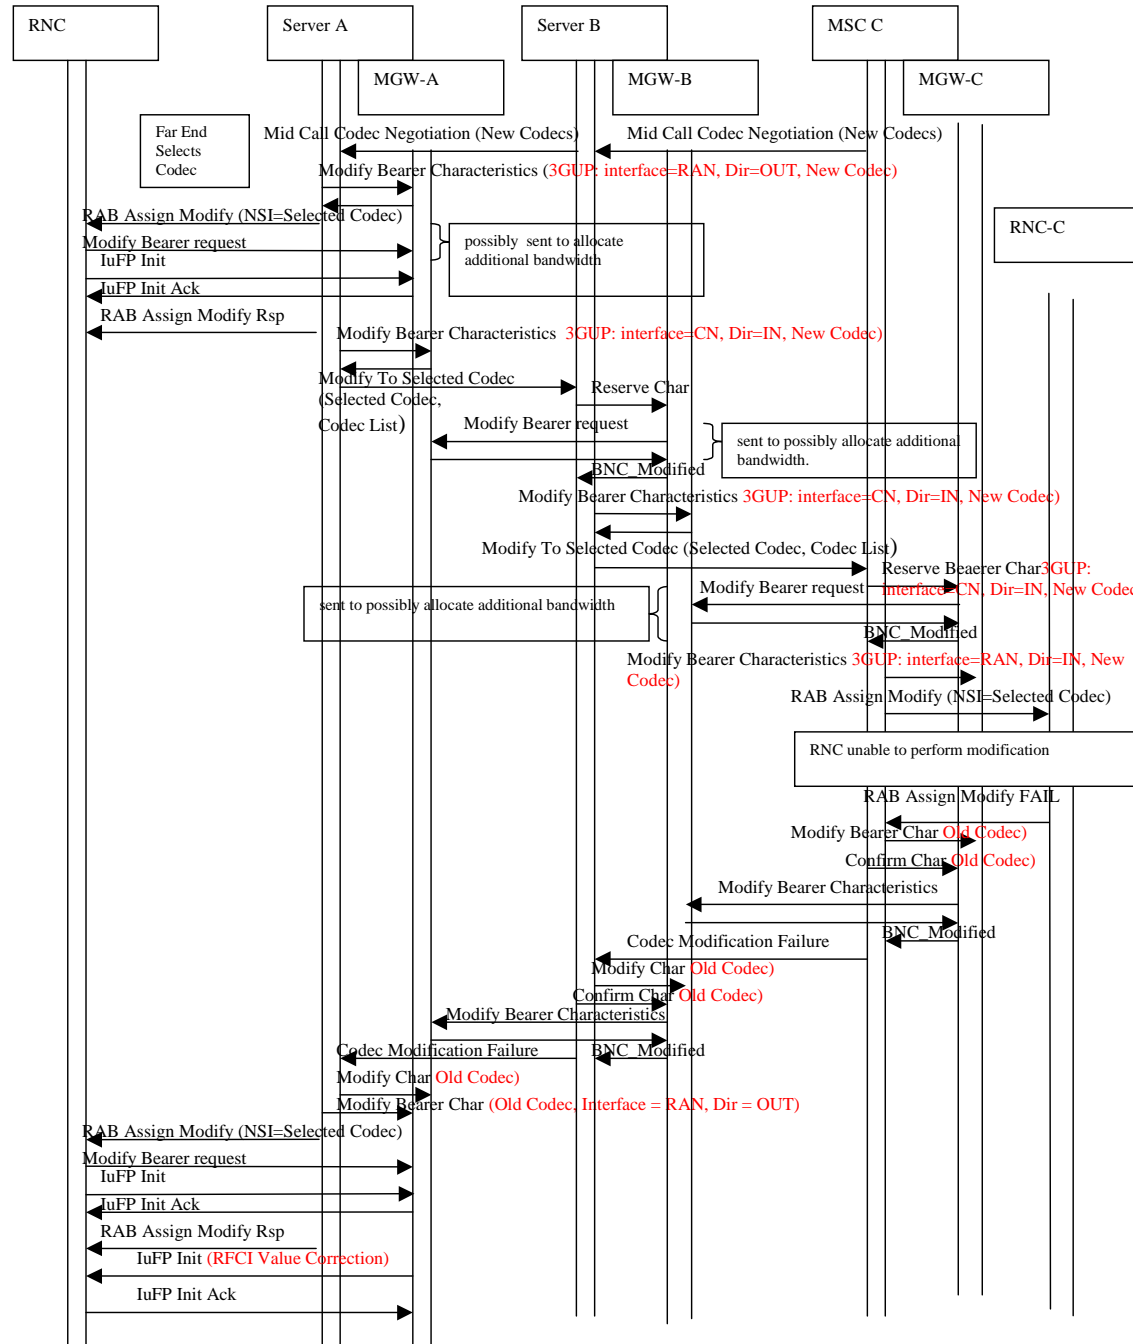 RNC
Server A
Server B
MSC C
MGW-A
MGW-B
MGW-C
Far End
Selects
Codec
Mid Call Codec Negotiation (New Codecs)
Mid Call Codec Negotiation (New Codecs)
Modify Bearer Characteristics (3GUP: interface=RAN, Dir=OUT, New Codec)
RAB Assign Modify (NSI=Selected Codec)
RNC-C
Modify Bearer request
possibly sent to allocate
additional bandwidth
IuFP Init
IuFP Init Ack
RAB Assign Modify Rsp
Modify Bearer Characteristics 3GUP: interface=CN, Dir=IN, New Codec)
Modify To Selected Codec
(Selected Codec,
Codec List)
Reserve Char
Modify Bearer request
sent to possibly allocate additional
bandwidth.
BNC_Modified
Modify Bearer Characteristics 3GUP: interface=CN, Dir=IN, New Codec)
Modify To Selected Codec (Selected Codec, Codec List)
Reserve Beaerer Char3GUP:
interface=CN, Dir=IN, New Codec
Modify Bearer request
sent to possibly allocate additional bandwidth
BNC_Modified
Modify Bearer Characteristics 3GUP: interface=RAN, Dir=IN, New
Codec)
RAB Assign Modify (NSI=Selected Codec)
RNC unable to perform modification
RAB Assign Modify FAIL
Modify Bearer Char Old Codec)
Confirm Char Old Codec)
Modify Bearer Characteristics
BNC_Modified
Codec Modification Failure
Modify Char Old Codec)
Confirm Char Old Codec)
Modify Bearer Characteristics
Codec Modification Failure
BNC_Modified
Modify Char Old Codec)
Modify Bearer Char (Old Codec, Interface = RAN, Dir = OUT)
RAB Assign Modify (NSI=Selected Codec)
Modify Bearer request
IuFP Init
IuFP Init Ack
RAB Assign Modify Rsp
IuFP Init (RFCI Value Correction)
IuFP Init Ack